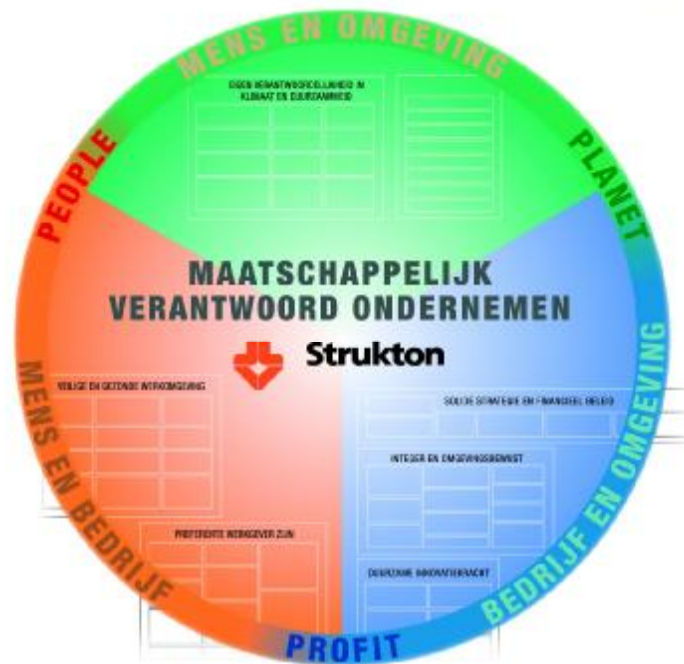 MENS EN OMGEVING
EIGEN VERANTWOORDELIJKHEID IN
KLIMAAT EN DUURZAAMHEID
PEOPLE
PLANET
MAATSCHAPPELIJK
VERANTWOORD ONDERNEMEN
Strukton
MENS EN BEDRIJF
VEILIGE EN GEZONDE WERKOMGEVING
SOLIDE STRATEGIE EN FINANCIEEL BELEID
BEDRIJF EN OMGEVING
INTEGER EN OMGEVINGSBEWUST
PREFERENTE WERKGEVER ZIJN
DUURZAME INNOVATIEKRACHT
PROFIT